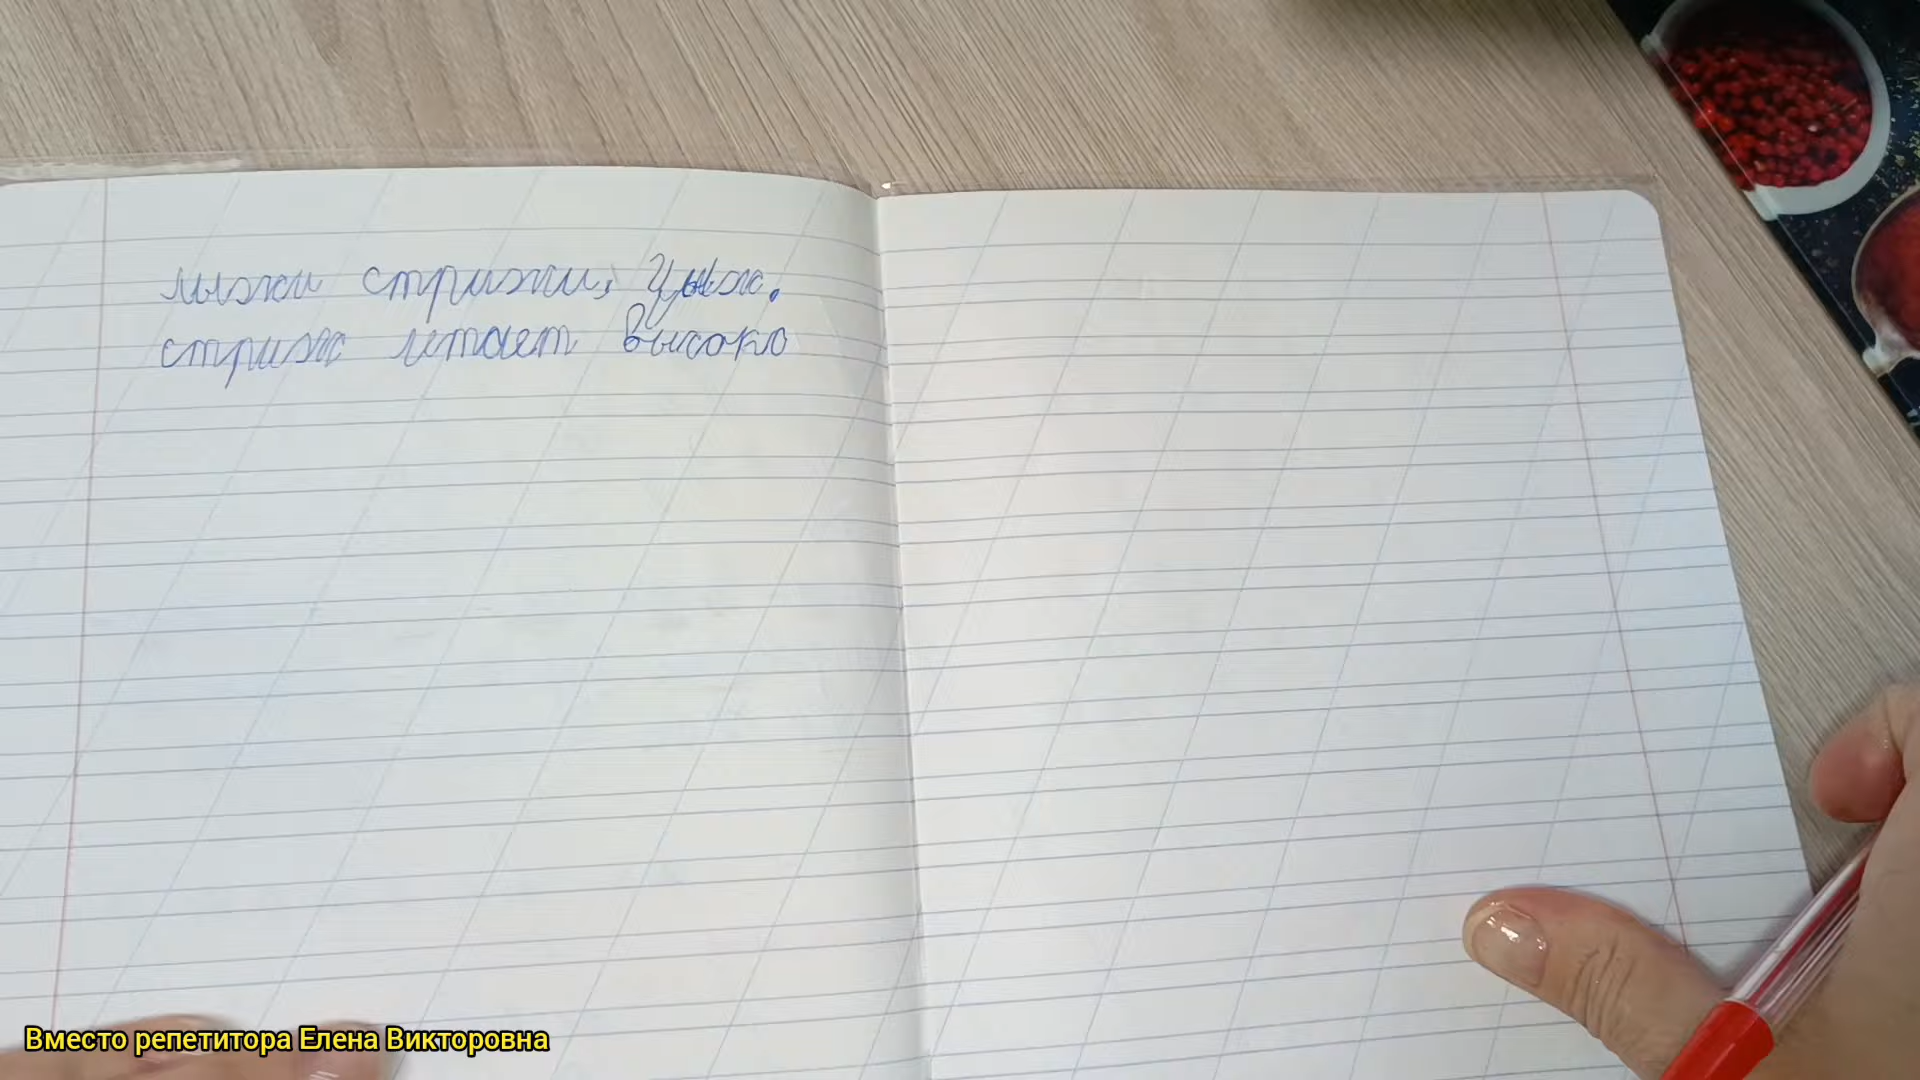 стрижи,
стриж летает высоко
Вместо репетитора Елена Викторовна